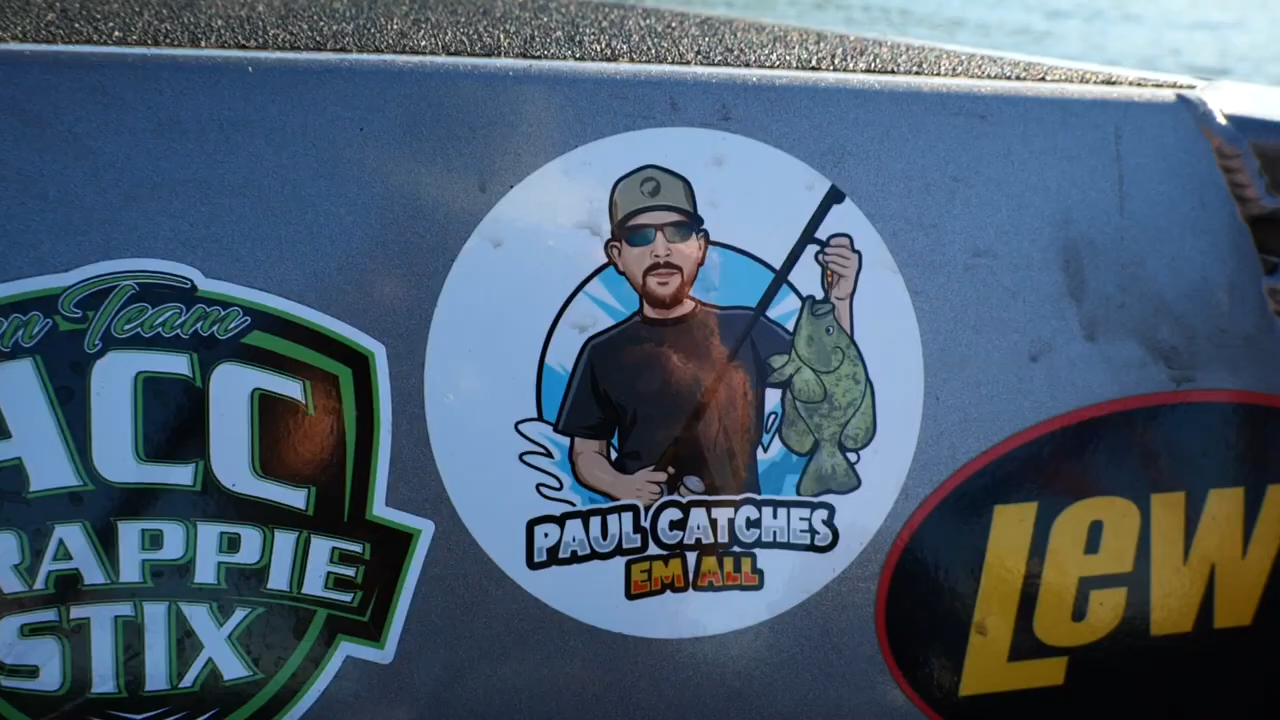 Team
ACC
RAPPIE
STIX
PAUL CATCHES
EM ALL
Lew